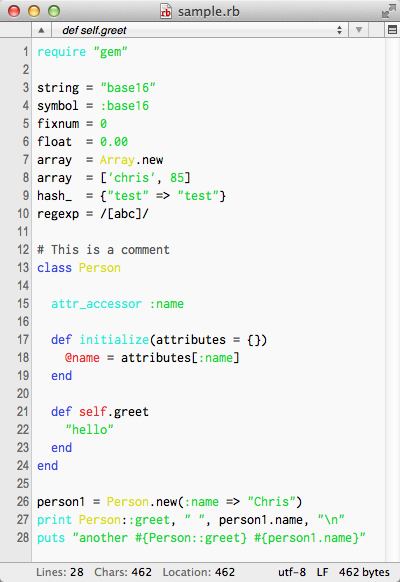 sample.rb
def self.greet
1 require "gem"
2
3 string = "base16"
4 symbol = :base16
5 fixnum = 0
6 float  = 0.00
7 array  = Array.new
8 array  = ['chris', 85]
9 hash_  = {"test" => "test"}
10 regexp = /[abc]/
11
12 # This is a comment
13 class Person
14
15   attr_accessor :name
16
17   def initialize(attributes = {})
18     @name = attributes[:name]
19   end
20
21   def self.greet
22     "hello"
23   end
24 end
25
26 person1 = Person.new(:name => "Chris")
27 print Person::greet, " ", person1.name, "\n"
28 puts "another #{Person::greet} #{person1.name}"
Lines: 28 Chars: 462 Location: 462 utf-8 LF 462 bytes